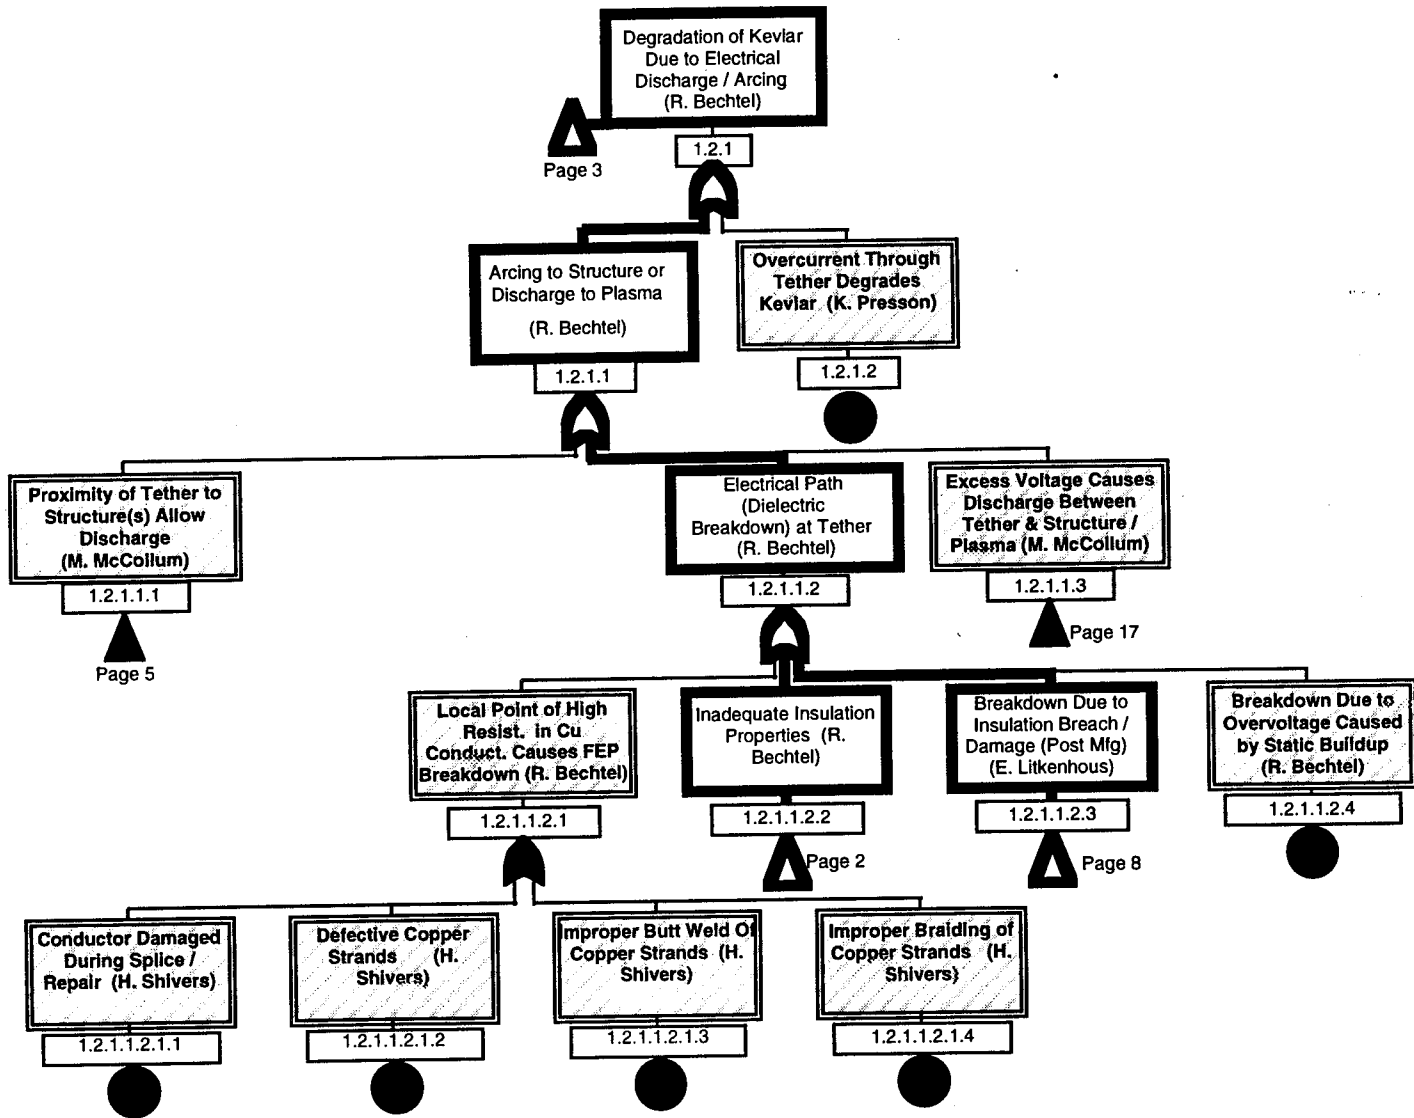 Degradation of Kevlar
Due to Electrical
Discharge / Arcing
(R. Bechtel)
Page 3
1.2.1
Arcing to Structure or
Discharge to Plasma
(R. Bechtel)
1.2.1.1
Overcurrent Through
Tether Degrades
Kevlar (K. Presson)
1.2.1.2
Proximity of Tether to
Structure(s) Allow
Discharge
(M. McCollum)
1.2.1.1.1
Page 5
Electrical Path
(Dielectric
Breakdown) at Tether
(R. Bechtel)
1.2.1.1.2
Excess Voltage Causes
Discharge Between
Tether & Structure /
Plasma (M. McCollum)
1.2.1.1.3
Page 17
Local Point of High
Resist. in Cu
Conduct. Causes FEP
Breakdown (R. Bechtel)
1.2.1.1.2.1
Inadequate Insulation
Properties (R.
Bechtel)
1.2.1.1.2.2
Page 2
Breakdown Due to
Insulation Breach /
Damage (Post Mfg)
(E. Litkenhous)
1.2.1.1.2.3
Page 8
Breakdown Due to
Overvoltage Caused
by Static Buildup
(R. Bechtel)
1.2.1.1.2.4
Conductor Damaged
During Splice /
Repair (H. Shivers)
1.2.1.1.2.1.1
Defective Copper
Strands (H.
Shivers)
1.2.1.1.2.1.2
Improper Butt Weld Of
Copper Strands (H.
Shivers)
1.2.1.1.2.1.3
Improper Braiding of
Copper Strands (H.
Shivers)
1.2.1.1.2.1.4